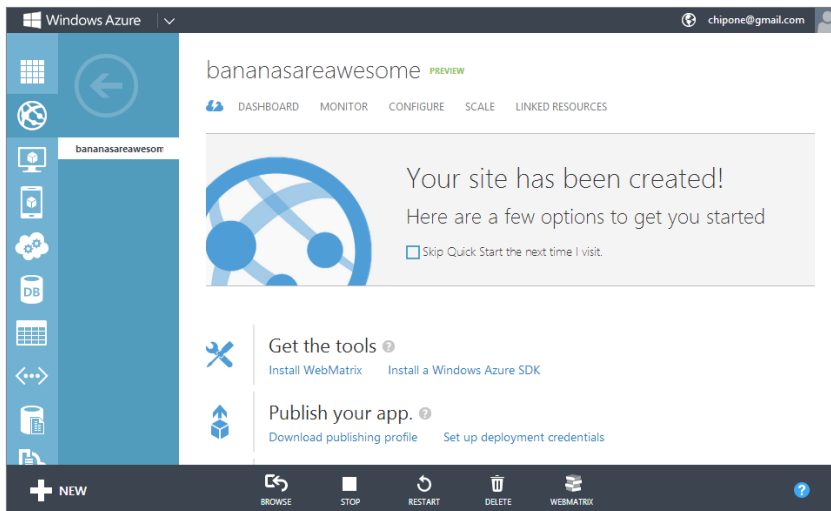 Windows Azure
chipone@gmail.com
bananasareawesome PREVIEW
DASHBOARD MONITOR CONFIGURE SCALE LINKED RESOURCES
bananasareawesom
Your site has been created!
Here are a few options to get you started
Skip Quick Start the next time I visit.
DB
Get the tools ?
Install WebMatrix Install a Windows Azure SDK
Publish your app. ?
Download publishing profile Set up deployment credentials
NEW
BROWSE STOP RESTART DELETE WEBMATRIX
?